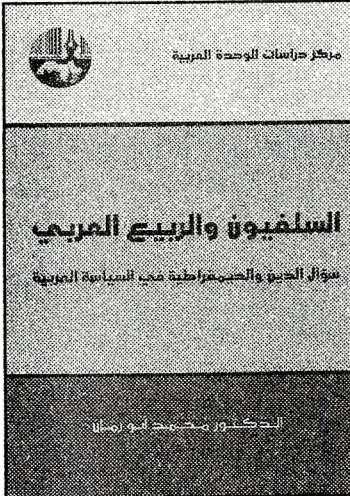 مركز دراسات الوحدة العربية
السلفيون والربيع العربي
سؤال الدين والديمقراطية في السياسة العربية
الدكتور محمد أبو رمان